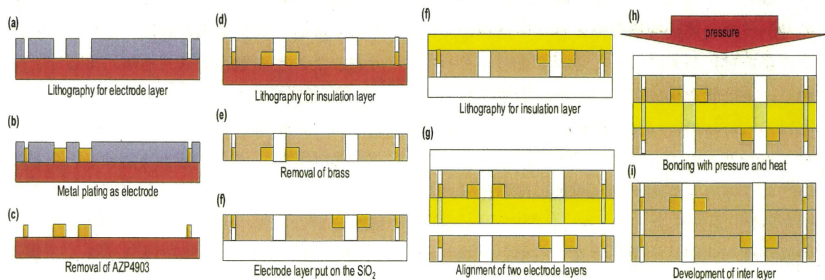 (a)
Lithography for electrode layer
(b)
Metal plating as electrode
(c)
Removal of AZP4903
(d)
Lithography for insulation layer
(e)
Removal of brass
(f)
Electrode layer put on the SiO₂
(f)
Lithography for insulation layer
(g)
Alignment of two electrode layers
(h)
pressure
Bonding with pressure and heat
(i)
Development of inter layer